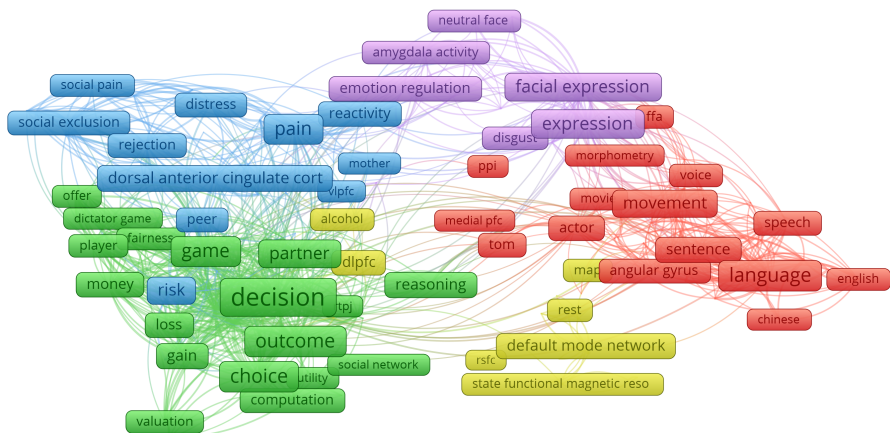 neutral face
amygdala activity
social pain
emotion regulation
facial expression
distress
reactivity
social exclusion
pain
expression
ffa
rejection
disgust
morphometry
mother
ppi
voice
dorsal anterior cingulate cort
vlpfc
offer
movie
movement
dictator game
peer
alcohol
medial pfc
actor
speech
fairness
player
game
partner
tom
sentence
dlpfc
map
angular gyrus
language
english
money
risk
reasoning
decision
rtpj
rest
chinese
loss
outcome
default mode network
gain
rsfc
social network
choice
utility
state functional magnetic reso
computation
valuation